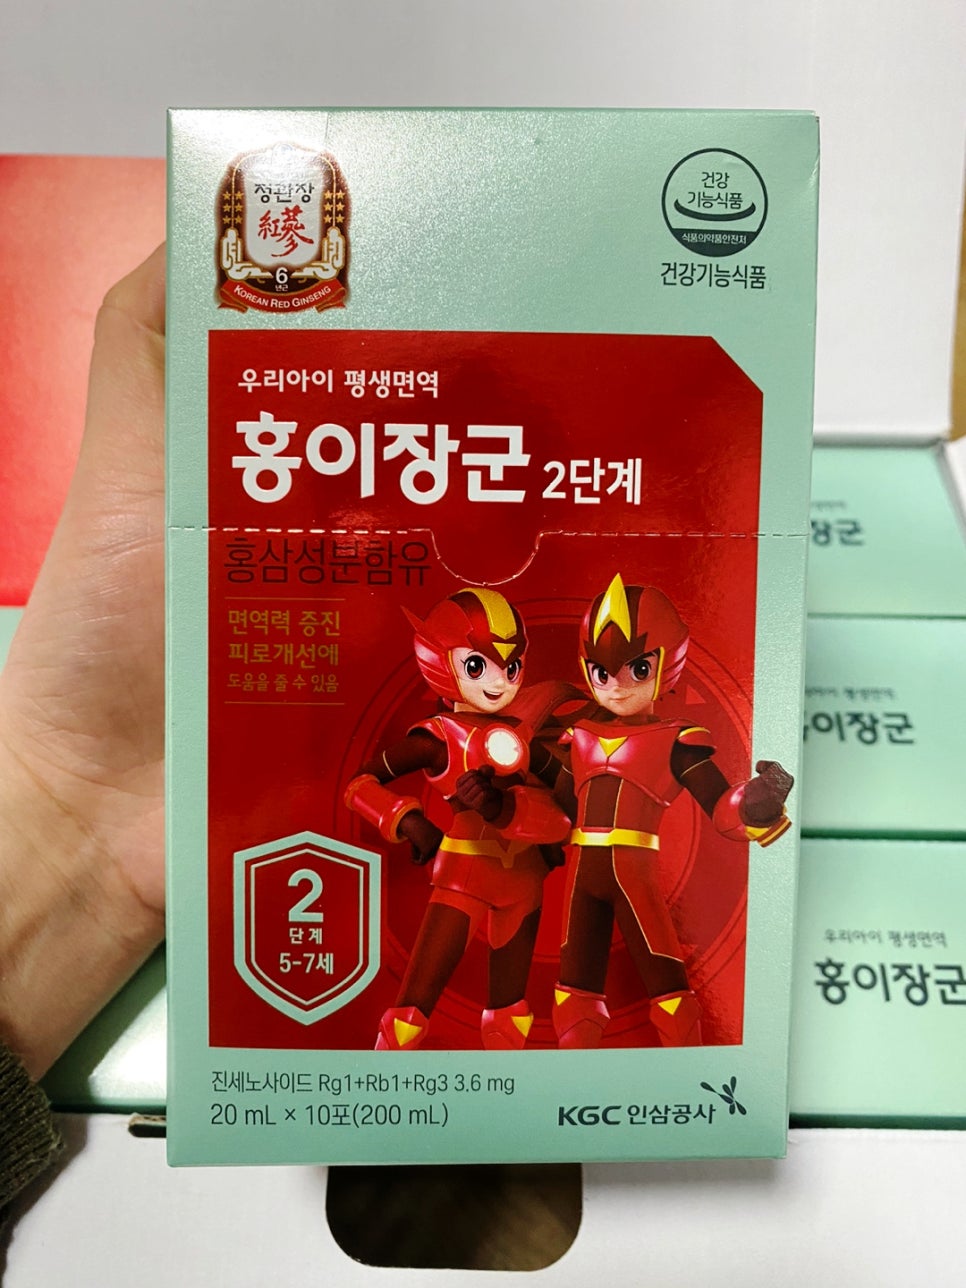 정관장
紅蔘
6
년근
KOREAN RED GINSENG
건강
기능식품
식품의약품안전처
건강기능식품
우리아이 평생면역
홍이장군 2단계
홍삼성분함유
면역력 증진
피로개선에
도움을 줄 수 있음
2
단계
5-7세
진세노사이드 Rg1+Rb1+Rg3 3.6 mg
20 mL × 10포(200 mL)
KGC 인삼공사
장군
평생면역
이장군
우리아이 평생면역
홍이장군